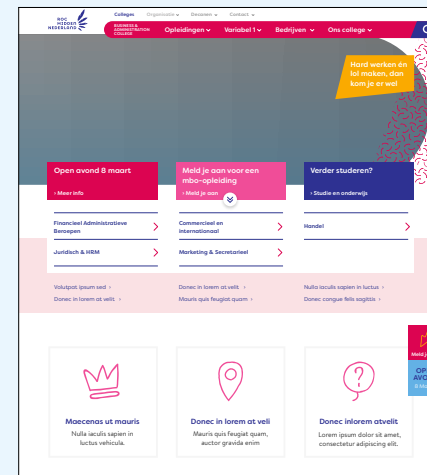 ROC
MIDDEN
NEDERLAND
Colleges Organisatie Decanen Contact
BUSINESS &
ADMINISTRATION
COLLEGE
Opleidingen Variabel 1 Bedrijven Ons college
Hard werken én
lol maken, dan
kom je er wel
Open avond 8 maart
› Meer info
Meld je aan voor een
mbo-opleiding
› Meld je aan
Verder studeren?
› Studie en onderwijs
Financieel Administratieve
Beroepen
Commercieel en
internationaal
Handel
Juridisch & HRM
Marketing & Secretarieel
Volutpat ipsum sed ›
Donec in lorem at velit ›
Nulla iaculis sapien in luctus ›
Donec in lorem at velit ›
Mauris quis feugiat quam ›
Donec congue felis sagittis ›
Meld j
OP
AVO
8 M
Maecenas ut mauris
Nulla iaculis sapien in
luctus vehicula.
Donec in lorem at veli
Mauris quis feugiat quam,
auctor gravida enim
Donec inlorem atvelit
Lorem ipsum dolor sit amet,
consectetur adipiscing elit.